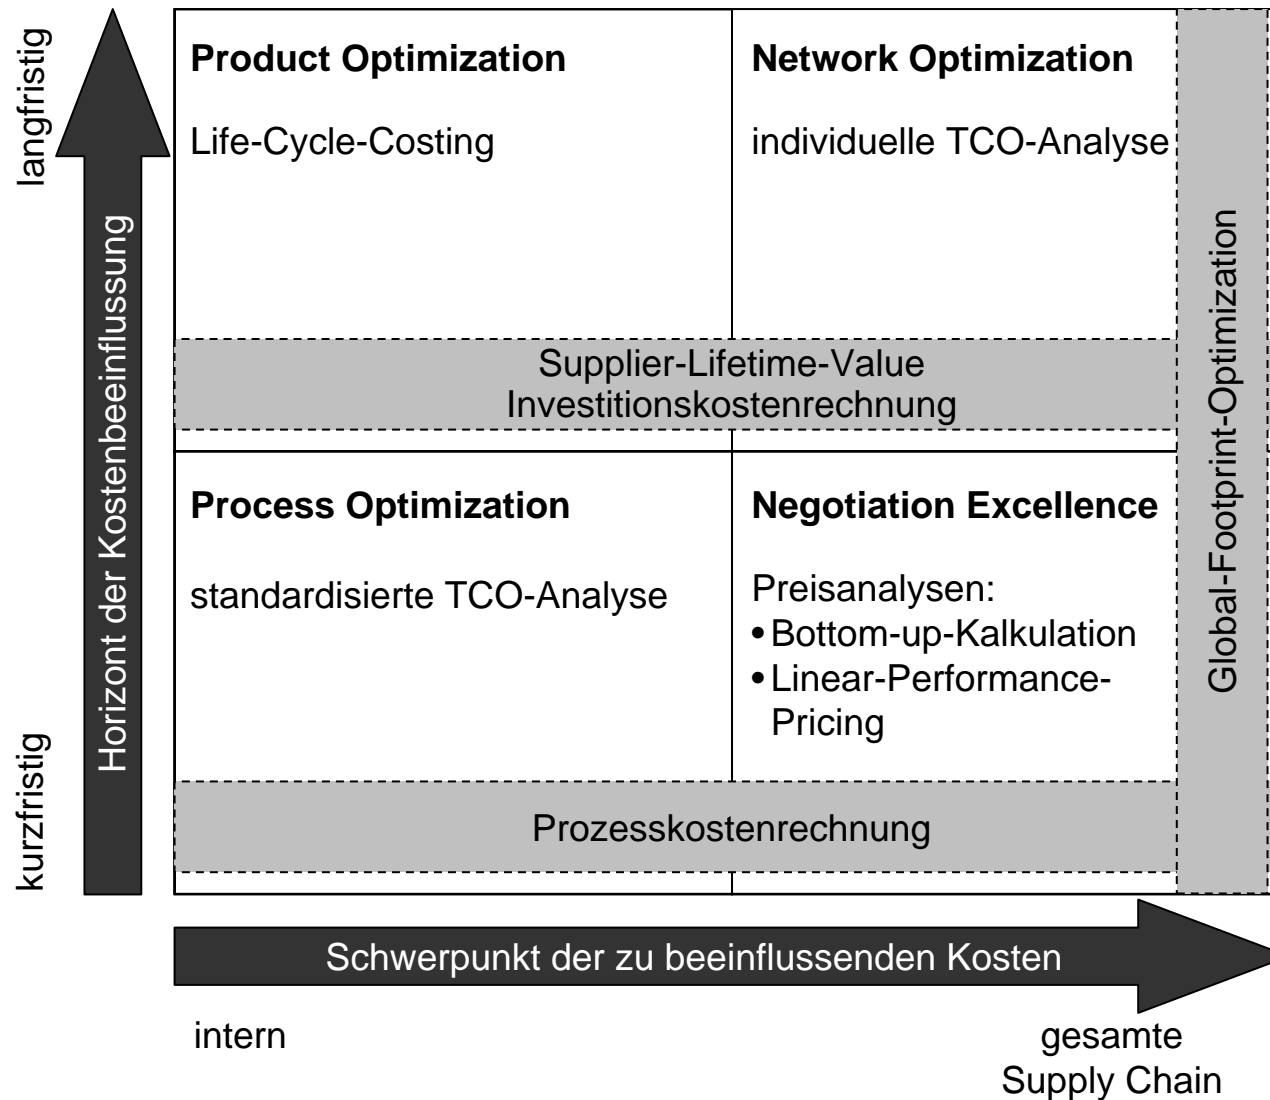 langfristig
Horizont der Kostenbeeinflussung
kurzfristig
Product Optimization
Life-Cycle-Costing
Network Optimization
individuelle TCO-Analyse
Supplier-Lifetime-Value
Investitionskostenrechnung
Process Optimization
standardisierte TCO-Analyse
Negotiation Excellence
Preisanalysen:
• Bottom-up-Kalkulation
• Linear-Performance-
Pricing
Prozesskostenrechnung
Global-Footprint-Optimization
Schwerpunkt der zu beeinflussenden Kosten
intern
gesamte
Supply Chain